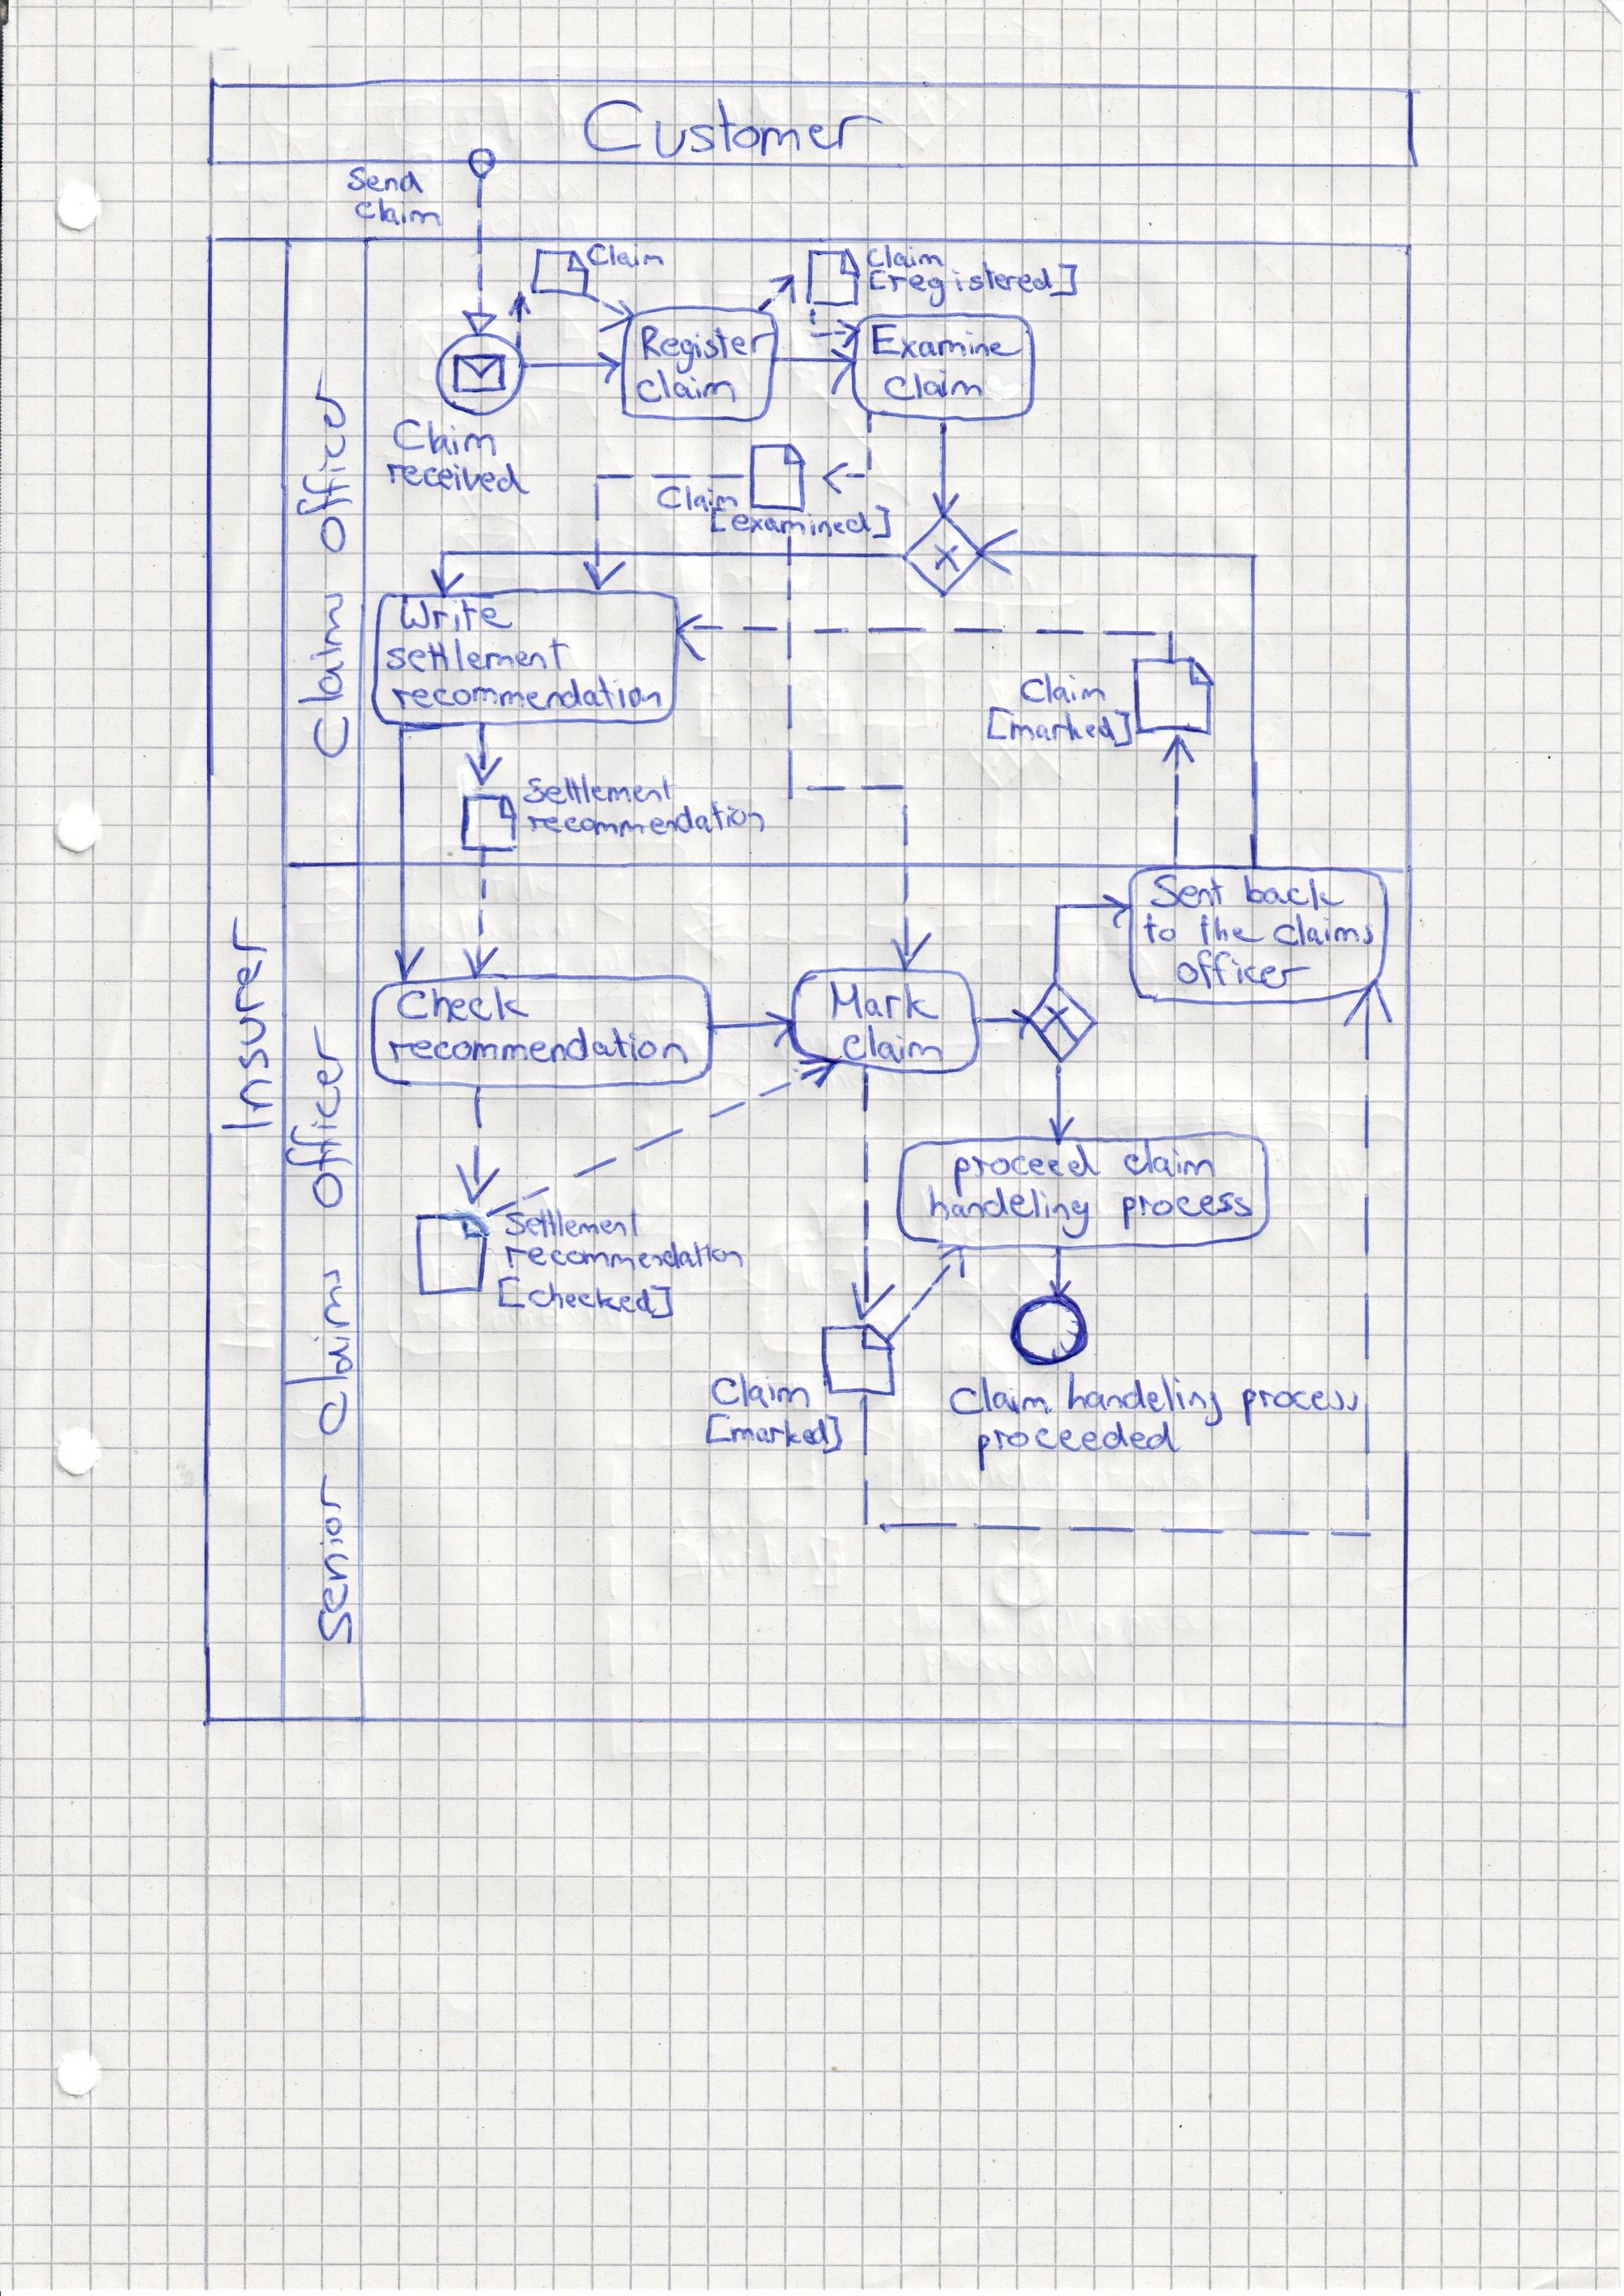 Customer
Send
claim
Claim
Claim
[registered]
Register
claim
Examine
claim
Claim
received
Claim
[examined]
Write
settlement
recommendation
Claim
[marked]
Settlement
recommendation
Claim officer
Insurer
Senior Claims Officer
Sent back
to the claims
officer
Check
recommendation
Mark
claim
proceed claim
handeling process
Settlement
recommendation
[checked]
Claim
[marked]
Claim handeling process
proceeded